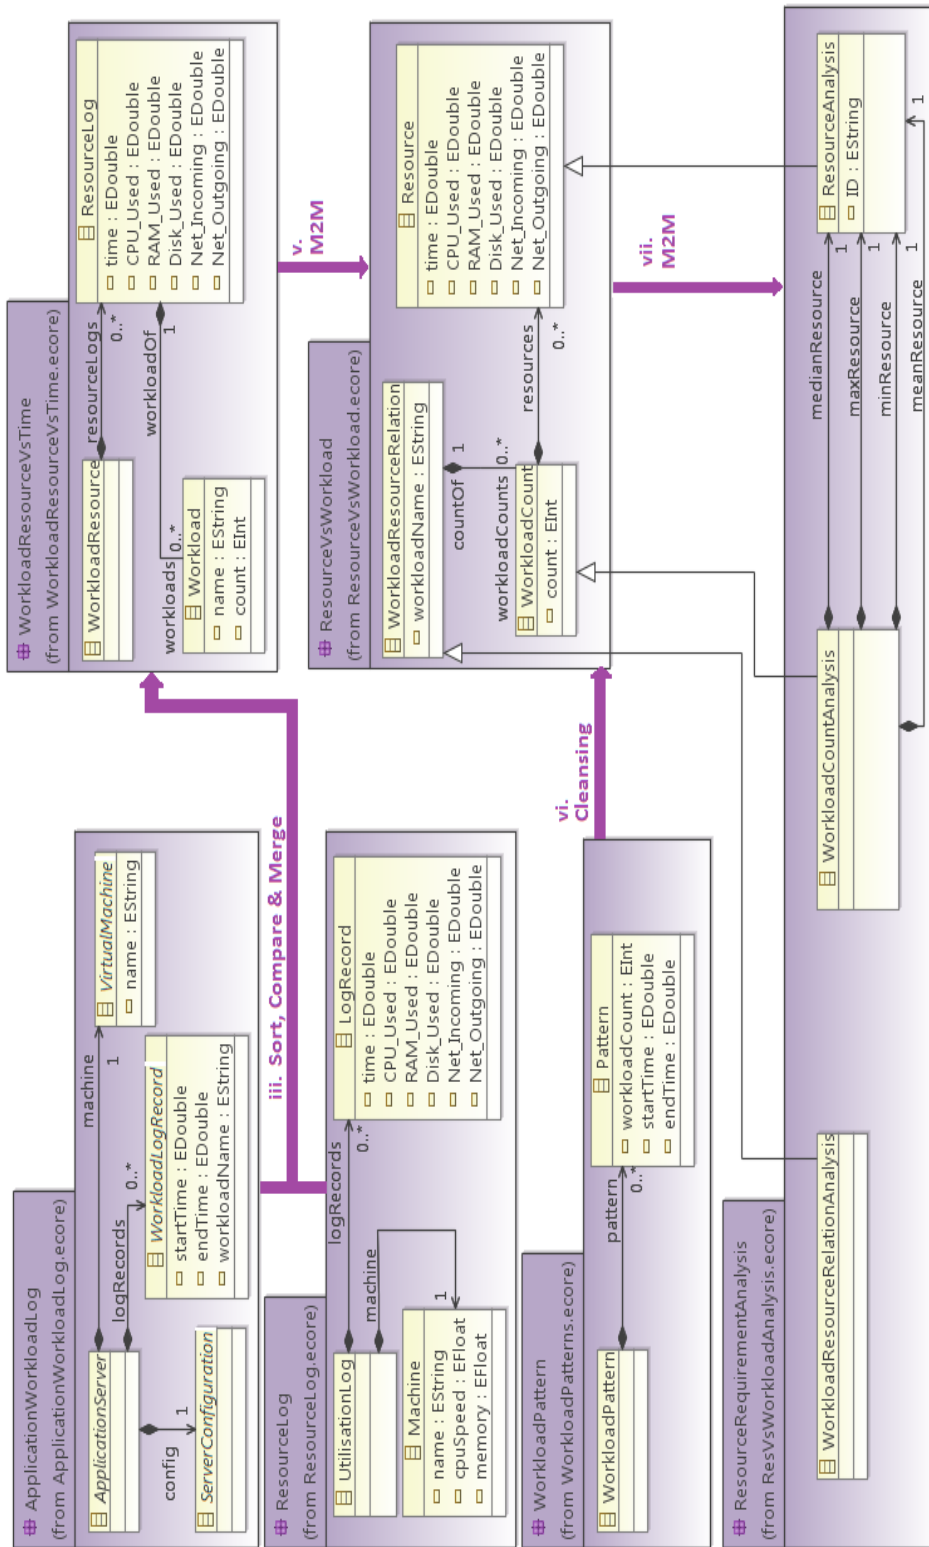 ApplicationWorkloadLog
(from ApplicationWorkloadLog.ecore)
ApplicationServer
machine
1
VirtualMachine
name : EString
logRecords
0..*
WorkloadLogRecord
startTime : EDouble
endTime : EDouble
workloadName : EString
config
1
ServerConfiguration
iii. Sort, Compare & Merge
ResourceLog
(from ResourceLog.ecore)
UtilisationLog
logRecords
0..*
LogRecord
time : EDouble
CPU_Used : EDouble
RAM_Used : EDouble
Disk_Used : EDouble
Net_Incoming : EDouble
Net_Outgoing : EDouble
machine
1
Machine
name : EString
cpuSpeed : EFloat
memory : EFloat
WorkloadPattern
(from WorkloadPatterns.ecore)
WorkloadPattern
pattern
0..*
Pattern
workloadCount : EInt
startTime : EDouble
endTime : EDouble
vi.
Cleansing
WorkloadResourceVsTime
(from WorkloadResourceVsTime.ecore)
WorkloadResource
resourceLogs
0..*
ResourceLog
time : EDouble
CPU_Used : EDouble
RAM_Used : EDouble
Disk_Used : EDouble
Net_Incoming : EDouble
Net_Outgoing : EDouble
workloadOf
1
workloads
0..*
Workload
name : EString
count : EInt
v.
M2M
ResourceVsWorkload
(from ResourceVsWorkload.ecore)
WorkloadResourceRelation
workloadName : EString
countOf
1
workloadCounts
0..*
WorkloadCount
count : EInt
resources
0..*
Resource
time : EDouble
CPU_Used : EDouble
RAM_Used : EDouble
Disk_Used : EDouble
Net_Incoming : EDouble
Net_Outgoing : EDouble
vii.
M2M
ResourceRequirementAnalysis
(from ResVsWorkloadAnalysis.ecore)
WorkloadResourceRelationAnalysis
WorkloadCountAnalysis
medianResource
1
maxResource
1
minResource
1
meanResource
1
ResourceAnalysis
ID : EString